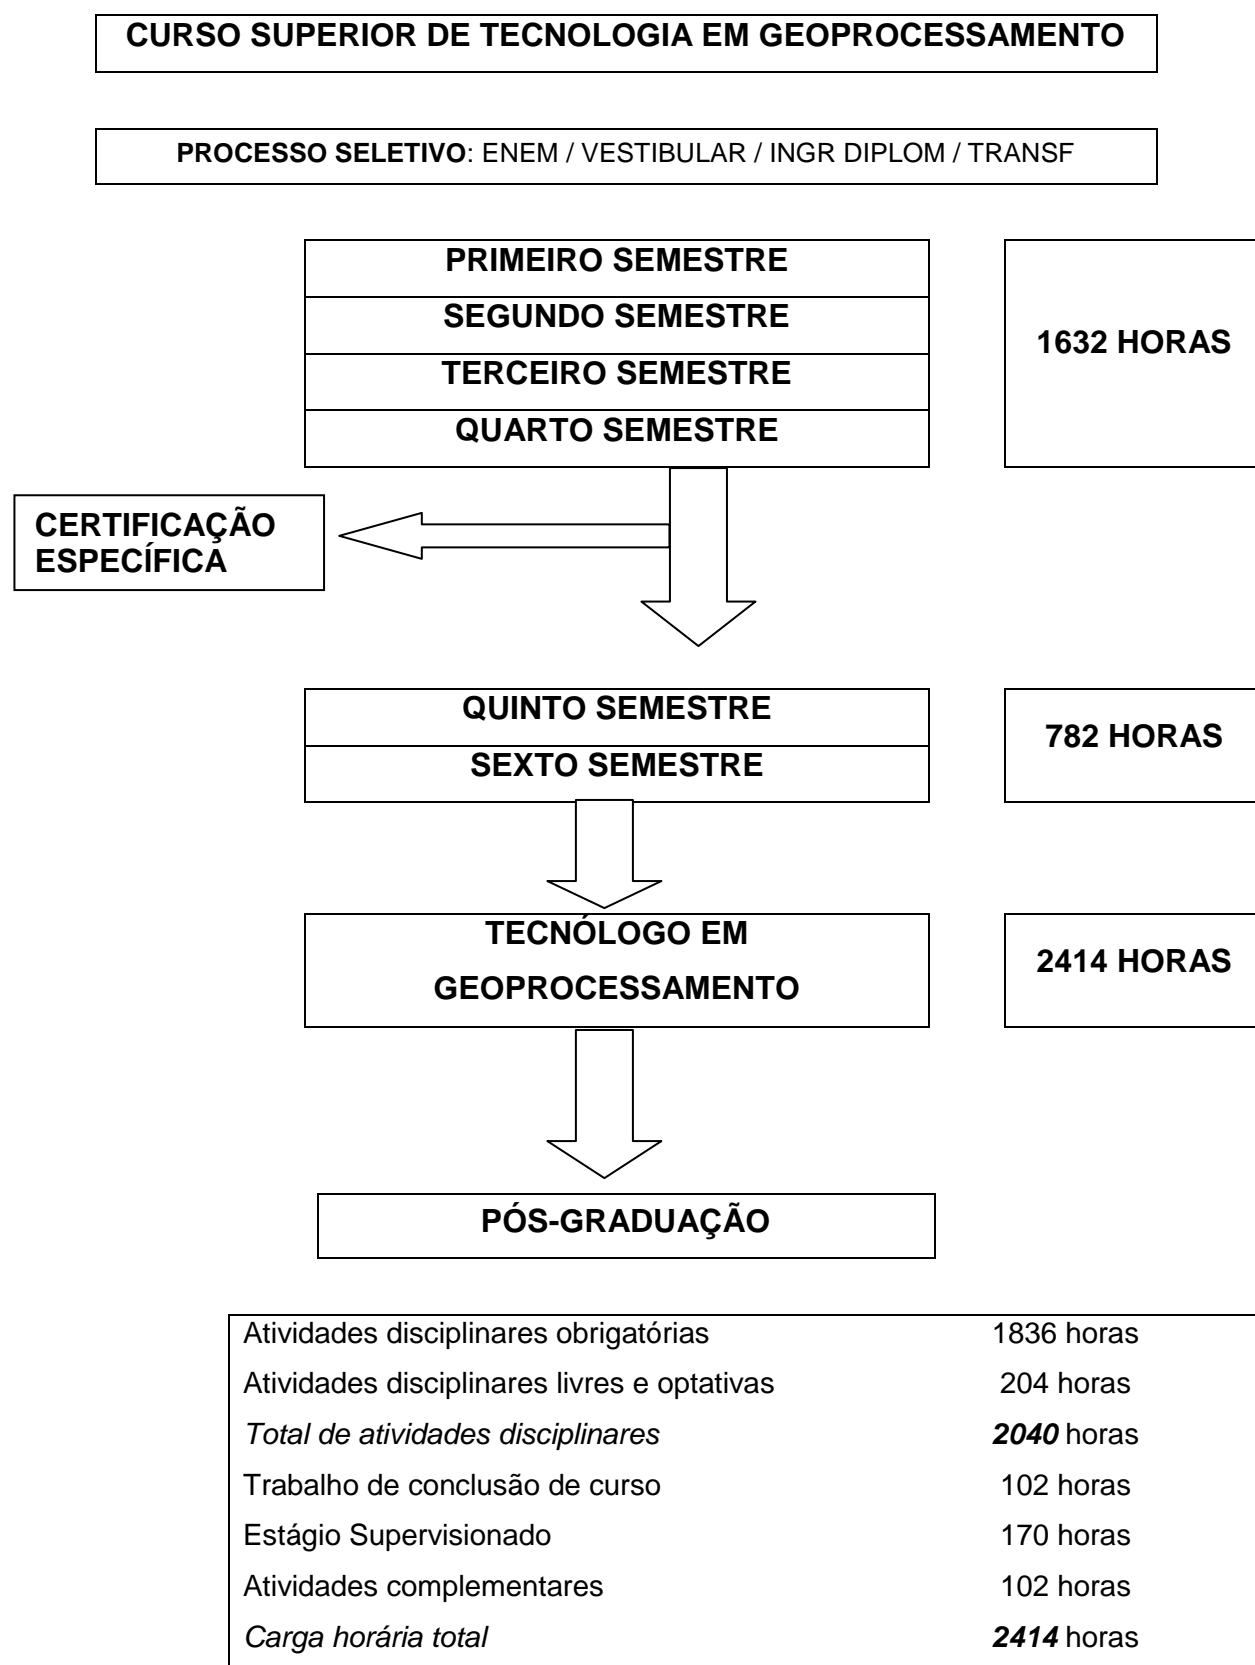 CURSO SUPERIOR DE TECNOLOGIA EM GEOPROCESSAMENTO
PROCESSO SELETIVO: ENEM / VESTIBULAR / INGR DIPLOM / TRANSF
PRIMEIRO SEMESTRE
SEGUNDO SEMESTRE
TERCEIRO SEMESTRE
QUARTO SEMESTRE
1632 HORAS
CERTIFICAÇÃO
ESPECÍFICA
QUINTO SEMESTRE
SEXTO SEMESTRE
782 HORAS
TECNÓLOGO EM
GEOPROCESSAMENTO
2414 HORAS
PÓS-GRADUAÇÃO
Atividades disciplinares obrigatórias 1836 horas
Atividades disciplinares livres e optativas 204 horas
Total de atividades disciplinares 2040 horas
Trabalho de conclusão de curso 102 horas
Estágio Supervisionado 170 horas
Atividades complementares 102 horas
Carga horária total 2414 horas